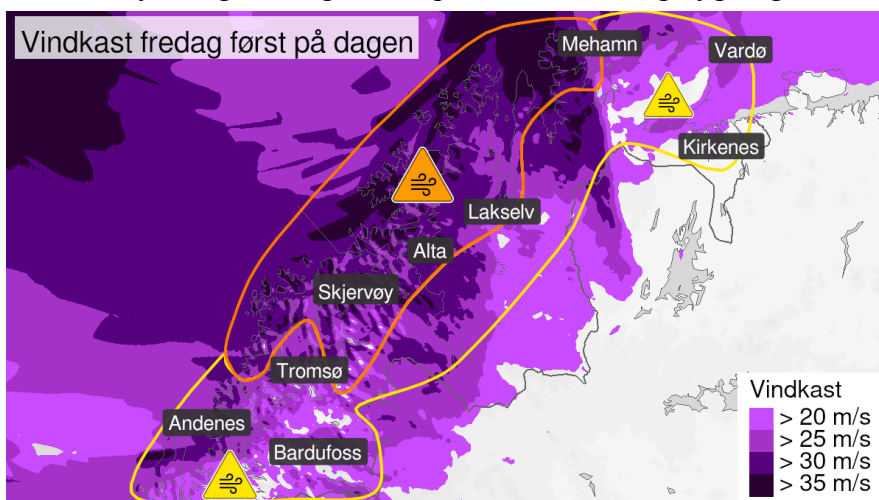 Vindkast fredag først på dagen
Mehamn
Vardø
Kirkenes
Lakselv
Alta
Skjervøy
Tromsø
Andenes
Bardufoss
Vindkast
> 20 m/s
> 25 m/s
> 30 m/s
> 35 m/s